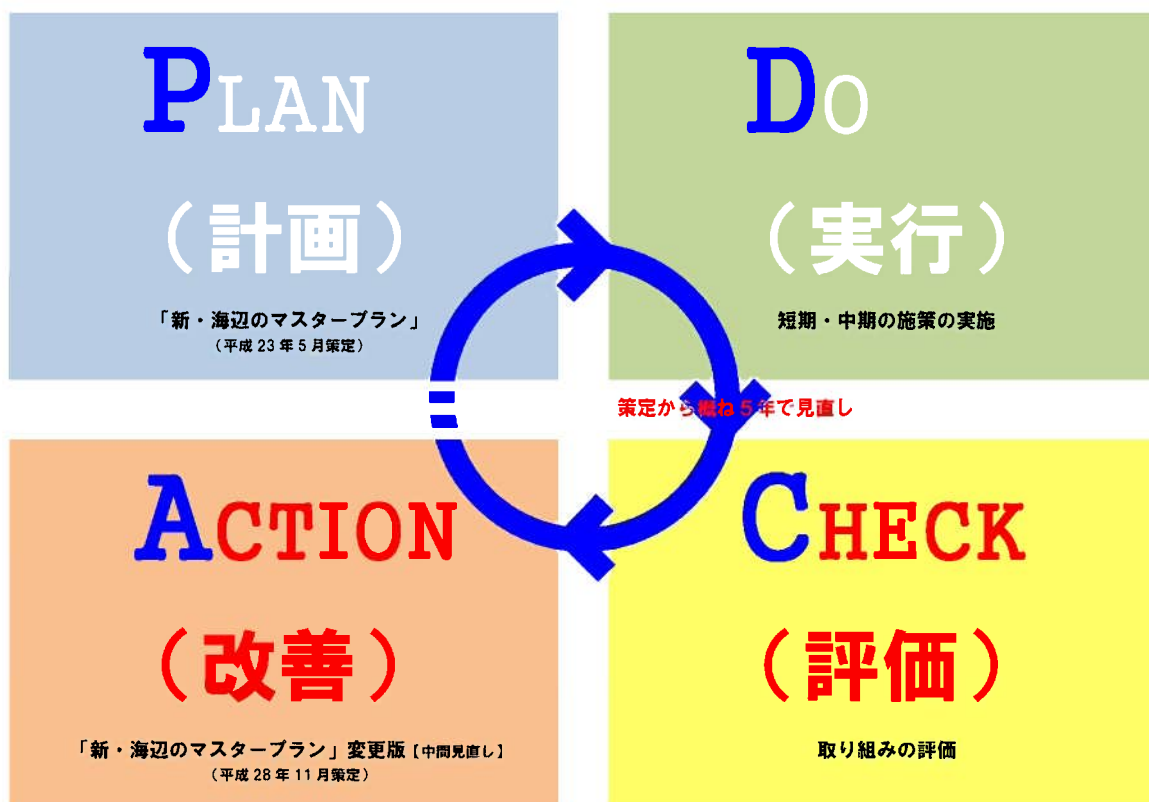 PLAN
（計画）
「新・海辺のマスタープラン」
（平成23年5月策定）
DO
（実行）
短期・中期の施策の実施
策定から概ね5年で見直し
ACTION
（改善）
「新・海辺のマスタープラン」変更版【中間見直し】
（平成28年11月策定）
CHECK
（評価）
取り組みの評価